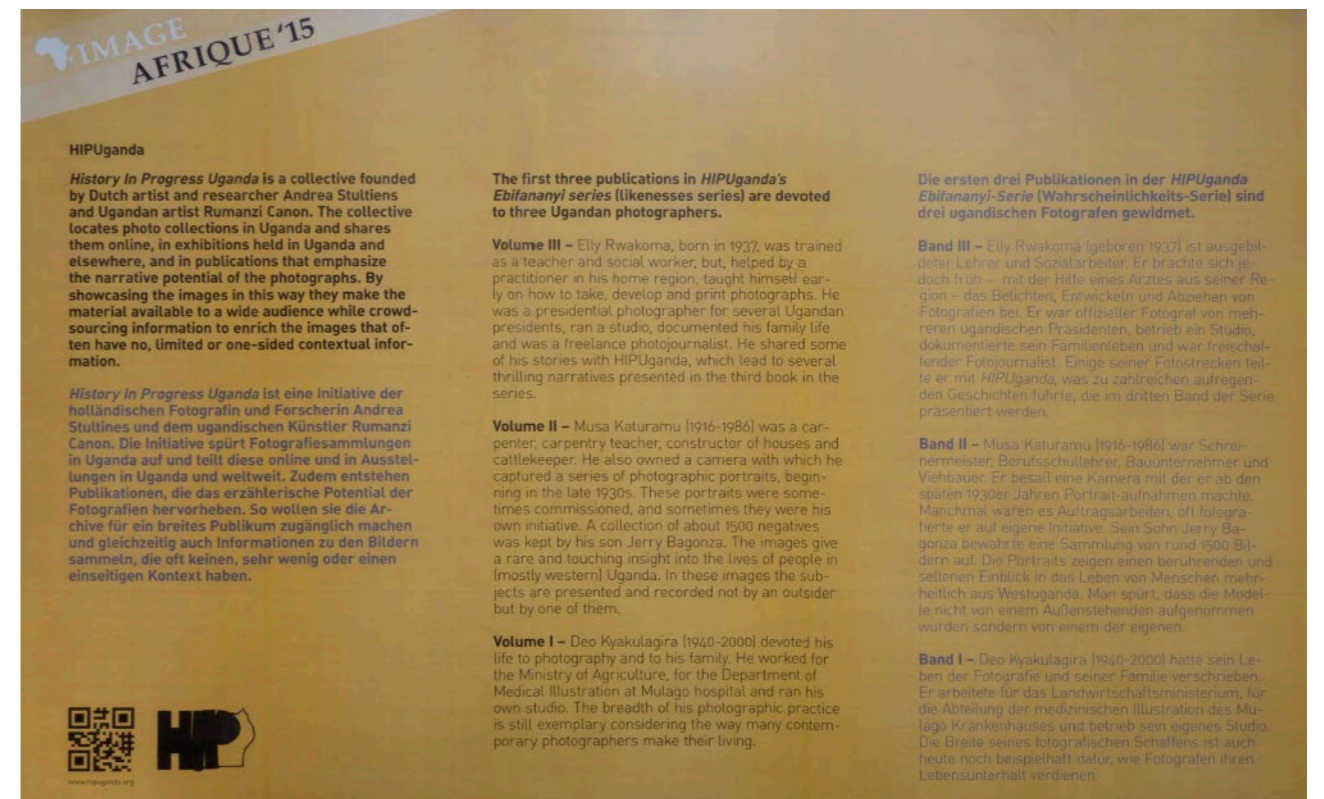 IMAGE
AFRIQUE '15
HIPUganda
History In Progress Uganda is a collective founded
by Dutch artist and researcher Andrea Stultiens
and Ugandan artist Rumanzi Canon. The collective
locates photo collections in Uganda and shares
them online, in exhibitions held in Uganda and
elsewhere, and in publications that emphasize
the narrative potential of the photographs. By
showcasing the images in this way they make the
material available to a wide audience while crowd-
sourcing information to enrich the images that of-
ten have no, limited or one-sided contextual infor-
mation.
History In Progress Uganda ist eine Initiative der
holländischen Fotografin und Forscherin Andrea
Stultines und dem ugandischen Künstler Rumanzi
Canon. Die Initiative spürt Fotografiesammlungen
in Uganda auf und teilt diese online und in Ausstel-
lungen in Uganda und weltweit. Zudem entstehen
Publikationen, die das erzählerische Potential der
Fotografien hervorheben. So wollen sie die Ar-
chive für ein breites Publikum zugänglich machen
und gleichzeitig auch Informationen zu den Bildern
sammeln, die oft keinen, sehr wenig oder einen
einseitigen Kontext haben.
www.hipuganda.org
HIP
The first three publications in HIPUganda's
Ebifananyi series (likenesses series) are devoted
to three Ugandan photographers.
Volume III – Elly Rwakoma, born in 1937, was trained
as a teacher and social worker, but, helped by a
practitioner in his home region, taught himself ear-
ly on how to take, develop and print photographs. He
was a presidential photographer for several Ugandan
presidents, ran a studio, documented his family life
and was a freelance photojournalist. He shared some
of his stories with HIPUganda, which lead to several
thrilling narratives presented in the third book in the
series.
Volume II – Musa Katuramu (1916-1986) was a car-
penter, carpentry teacher, constructor of houses and
cattlekeeper. He also owned a camera with which he
captured a series of photographic portraits, begin-
ning in the late 1930s. These portraits were some-
times commissioned, and sometimes they were his
own initiative. A collection of about 1500 negatives
was kept by his son Jerry Bagonza. The images give
a rare and touching insight into the lives of people in
(mostly western) Uganda. In these images the sub-
jects are presented and recorded not by an outsider
but by one of them.
Volume I – Deo Kyakulagira (1940-2000) devoted his
life to photography and to his family. He worked for
the Ministry of Agriculture, for the Department of
Medical Illustration at Mulago hospital and ran his
own studio. The breadth of his photographic practice
is still exemplary considering the way many contem-
porary photographers make their living.
Die ersten drei Publikationen in der HIPUganda
Ebifananyi-Serie (Wahrscheinlichkeits-Serie) sind
drei ugandischen Fotografen gewidmet.
Band III – Elly Rwakoma (geboren 1937) ist ausgebil-
deter Lehrer und Sozialarbeiter. Er brachte sich je-
doch früh – mit der Hilfe eines Arztes aus seiner Re-
gion – das Belichten, Entwickeln und Abziehen von
Fotografien bei. Er war offizieller Fotograf von meh-
reren ugandischen Präsidenten, betrieb ein Studio,
dokumentierte sein Familienleben und war freischaf-
fender Fotojournalist. Einige seiner Fotostrecken teil-
te er mit HIPUganda, was zu zahlreichen aufregen-
den Geschichten führte, die im dritten Band der Serie
präsentiert werden.
Band II – Musa Katuramu (1916-1986) war Schrei-
nermeister, Berufsschullehrer, Bauunternehmer und
Viehbauer. Er besaß eine Kamera mit der er ab den
späten 1930er Jahren Portrait-aufnahmen machte.
Manchmal waren es Auftragsarbeiten, oft fotogra-
fierte er auf eigene Initiative. Sein Sohn Jerry Ba-
gonza bewahrte eine Sammlung von rund 1500 Bil-
dern auf. Die Portraits zeigen einen berührenden und
seltenen Einblick in das Leben von Menschen mehr-
heitlich aus Westuganda. Man spürt, dass die Model-
le nicht von einem Außenstehenden aufgenommen
wurden sondern von einem der eigenen.
Band I – Deo Kyakulagira (1940-2000) hatte sein Le-
ben der Fotografie und seiner Familie verschrieben.
Er arbeitete für das Landwirtschaftsministerium, für
die Abteilung der medizinischen Illustration des Mu-
lago Krankenhauses und betrieb sein eigenes Studio.
Die Breite seines fotografischen Schaffens ist auch
heute noch beispielhaft dafür, wie Fotografen ihren
Lebensunterhalt verdienen.